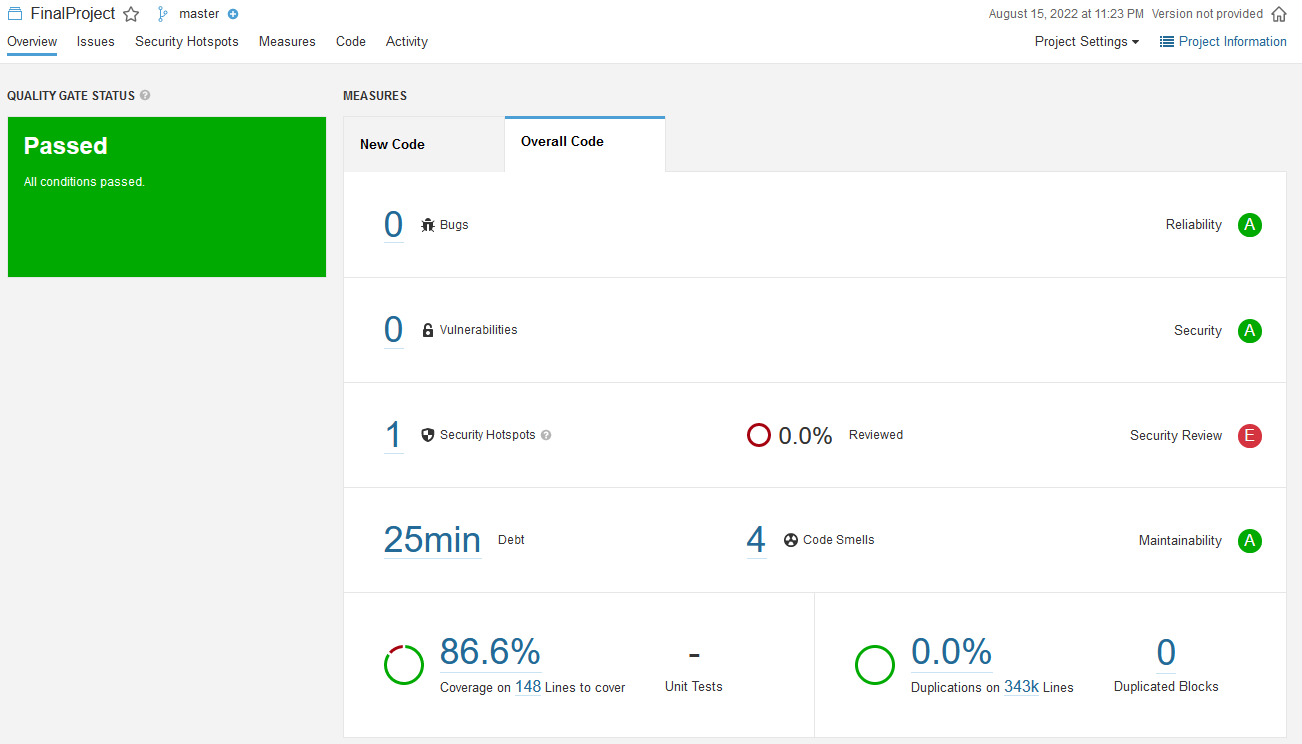 FinalProject master August 15, 2022 at 11:23 PM Version not provided
Overview Issues Security Hotspots Measures Code Activity Project Settings Project Information
QUALITY GATE STATUS ?
Passed
All conditions passed.
MEASURES
New Code Overall Code
0 Bugs Reliability A
0 Vulnerabilities Security A
1 Security Hotspots ? 0.0% Reviewed Security Review E
25min Debt 4 Code Smells Maintainability A
86.6%
Coverage on 148 Lines to cover
-
Unit Tests
0.0%
Duplications on 343k Lines
0
Duplicated Blocks